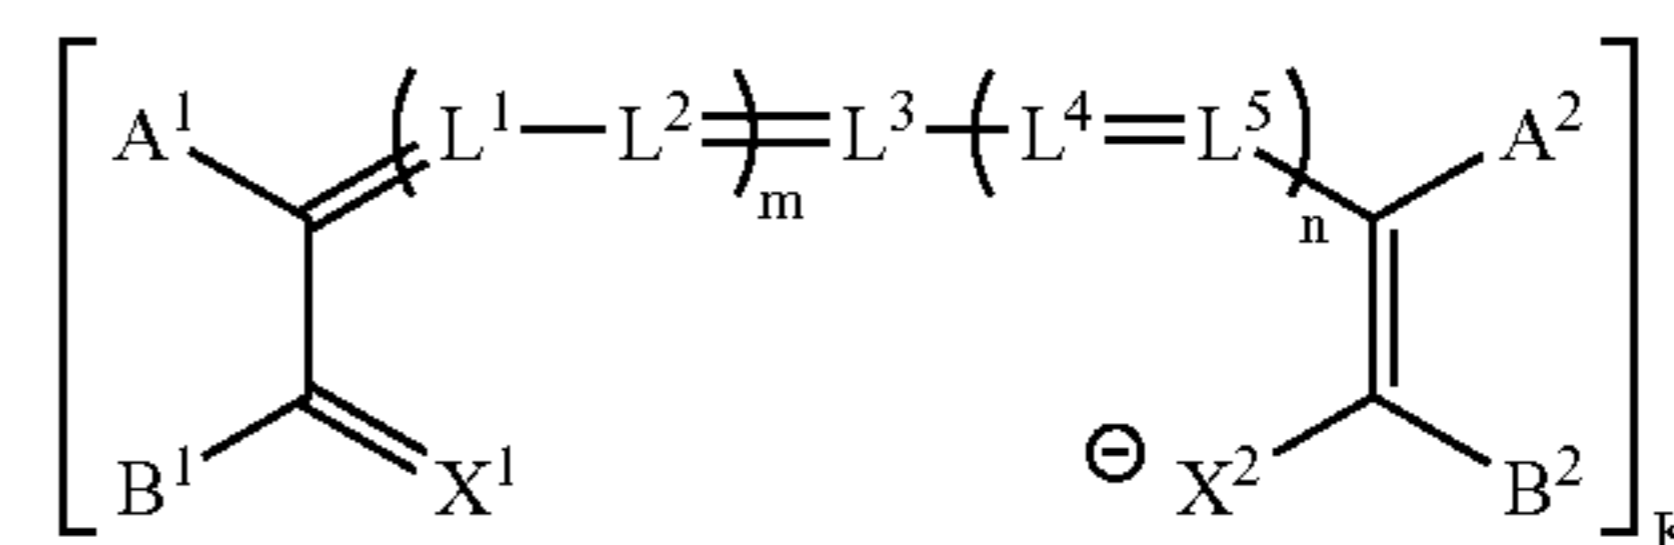 A¹ ( L¹ — L² )m = L³ — ( L⁴ = L⁵ )n A²
B¹ X¹ ⊖ X² B²